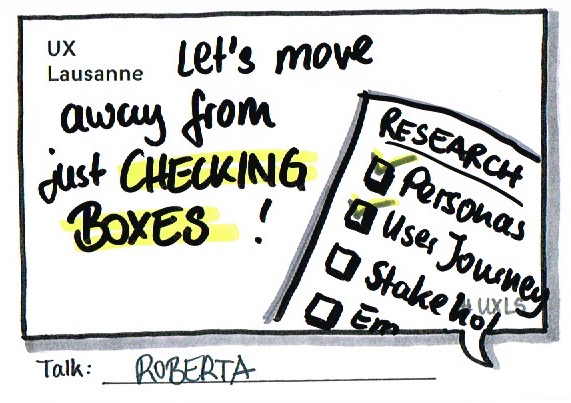 UX
Lausanne
Let's move
away from
just CHECKING
BOXES !
RESEARCH
Personas
User Journey
Stakehol
Em
UXLS
Talk: ROBERTA